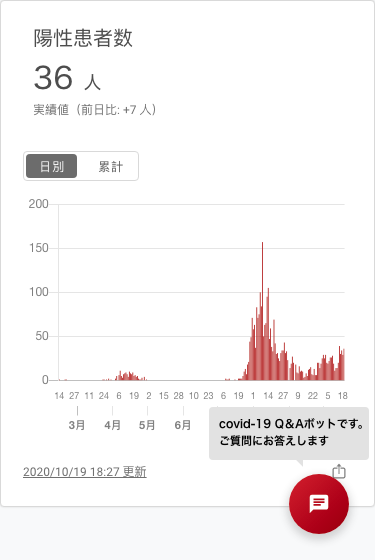 陽性患者数
36 人
実績値（前日比: +7 人）
日別 累計
200
150
100
50
0
14 27 11 24 6 19 2 15 28 10 23 6 19 1 14 27 9 22 5 18
3月 4月 5月 6月
covid-19 Q&Aボットです。
ご質問にお答えします
2020/10/19 18:27 更新